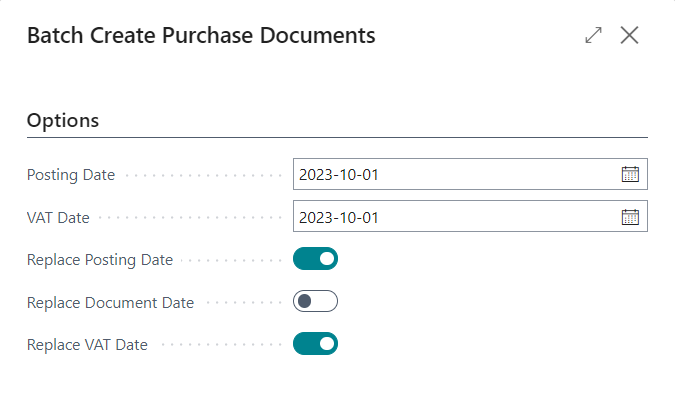 Batch Create Purchase Documents
Options
Posting Date 2023-10-01
VAT Date 2023-10-01
Replace Posting Date
Replace Document Date
Replace VAT Date